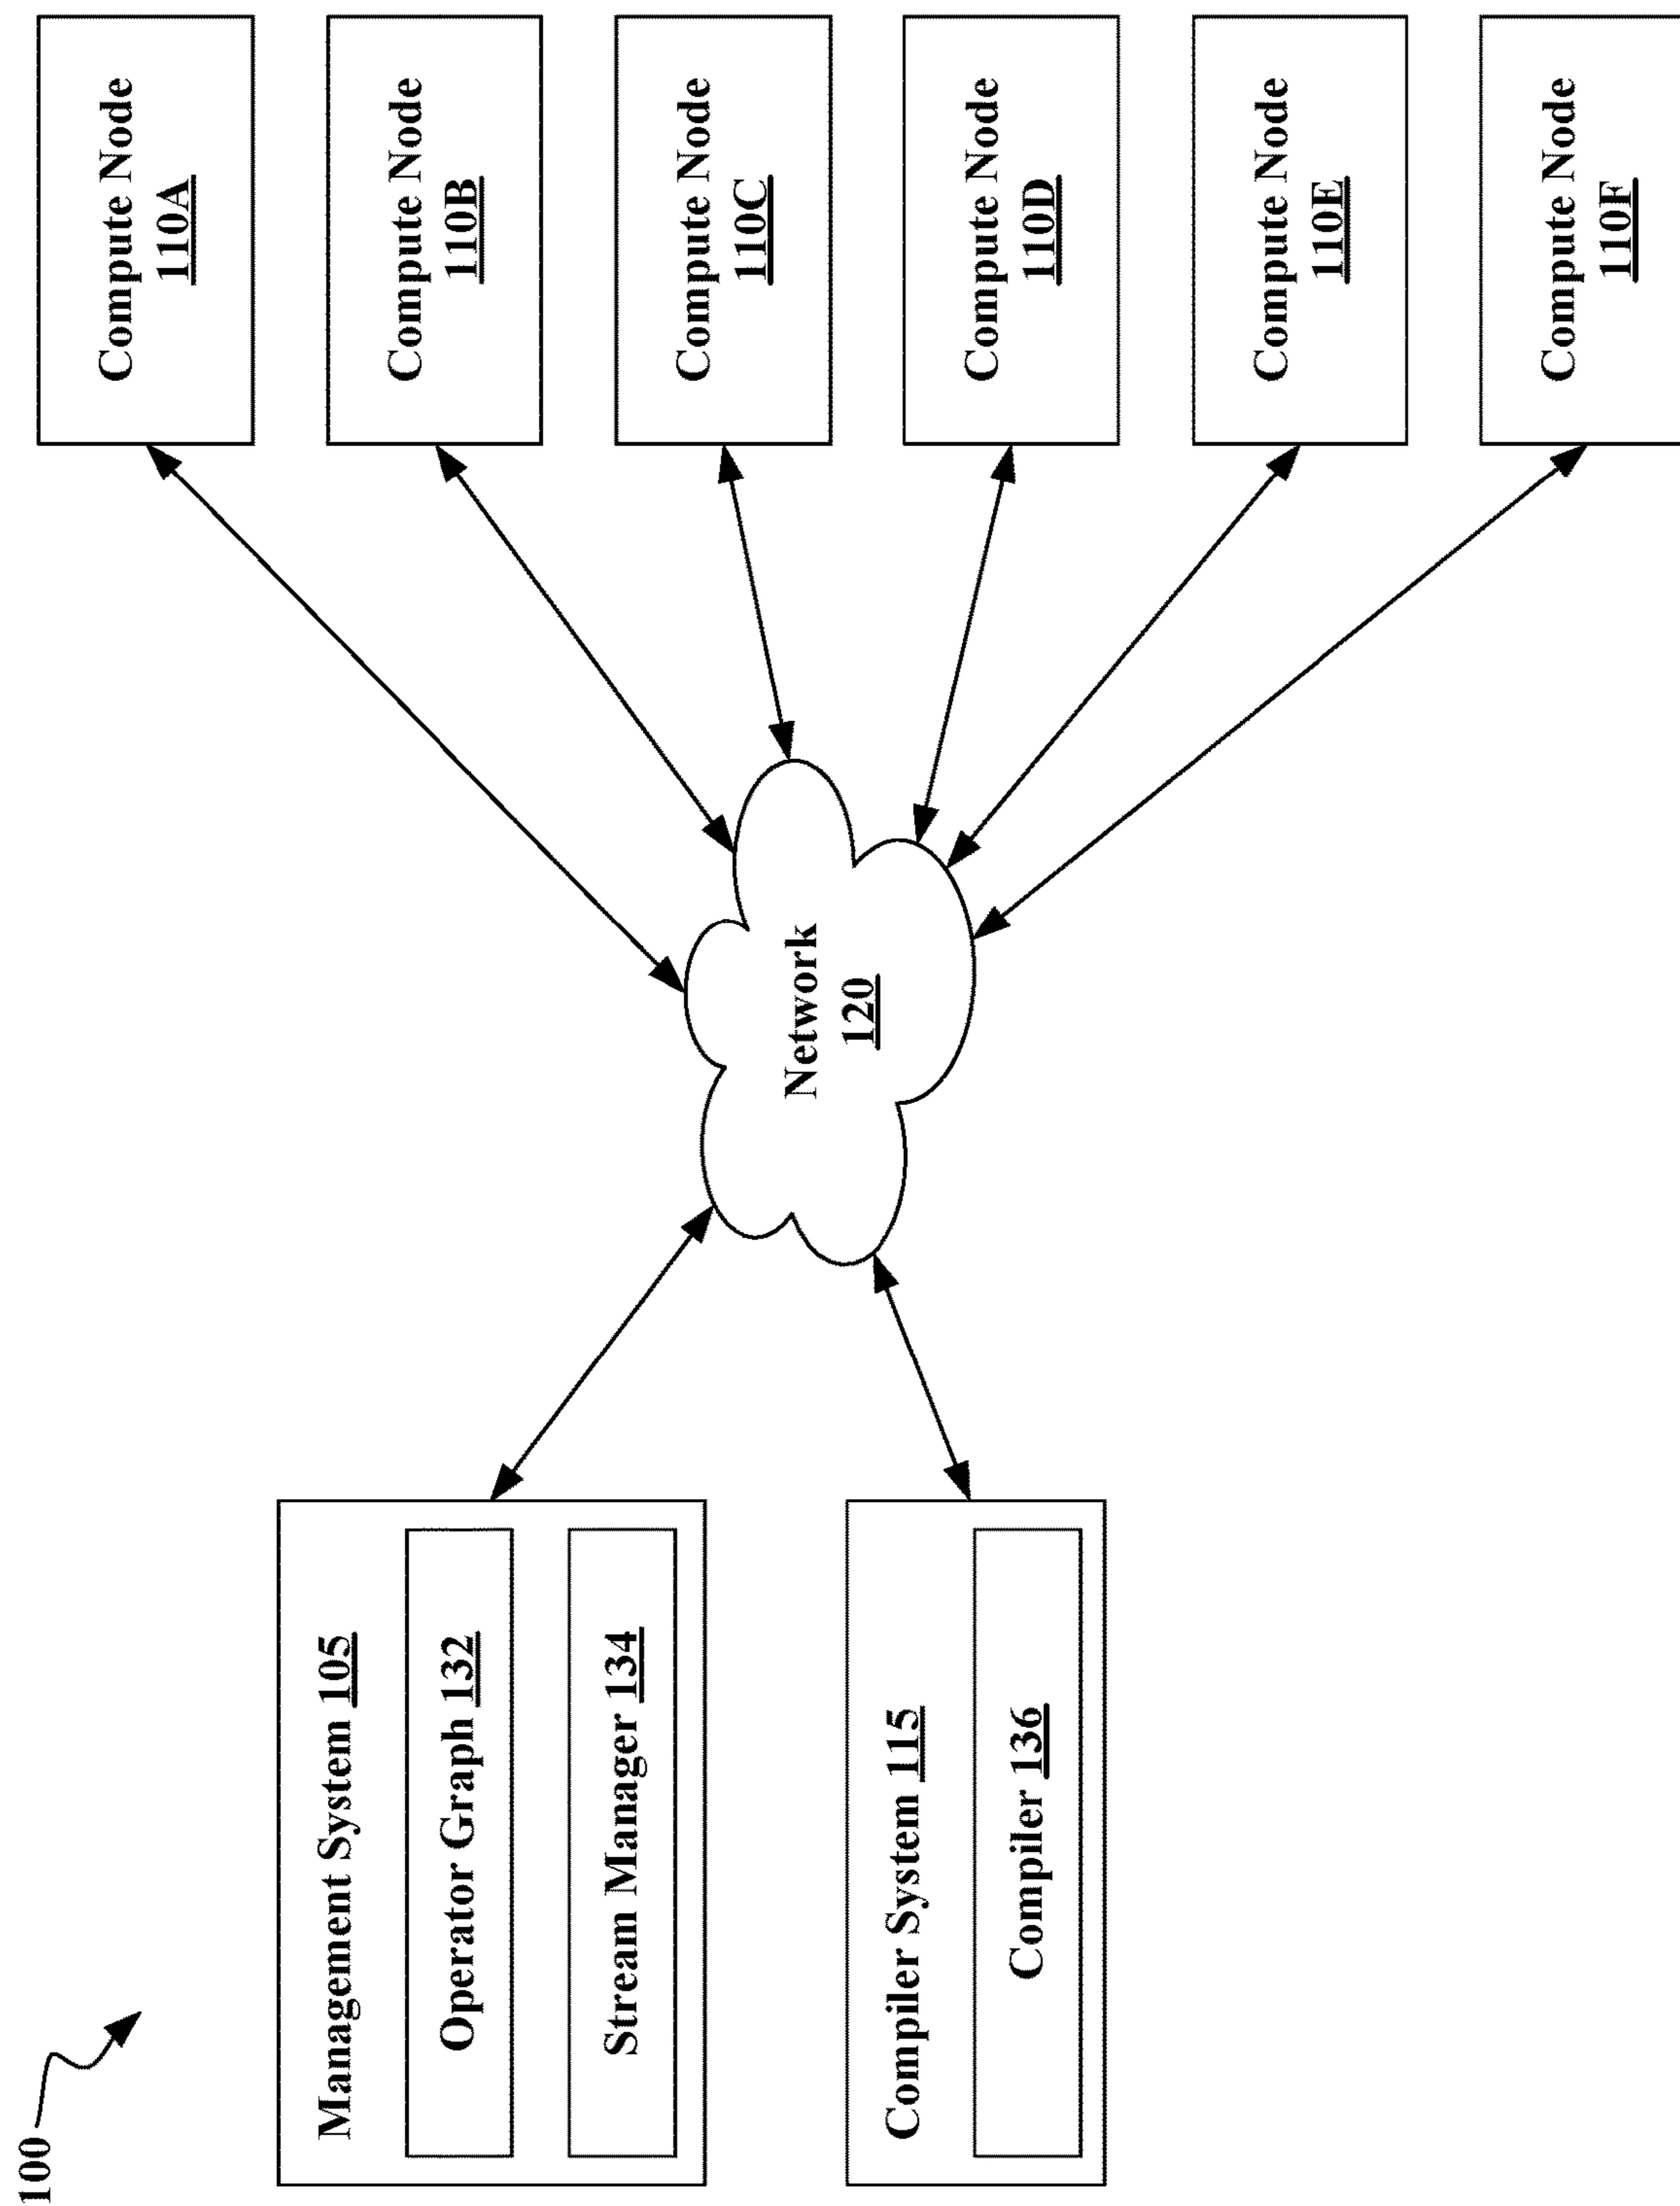 100
Management System 105
Operator Graph 132
Stream Manager 134
Compiler System 115
Compiler 136
Network
120
Compute Node
110A
Compute Node
110B
Compute Node
110C
Compute Node
110D
Compute Node
110E
Compute Node
110F